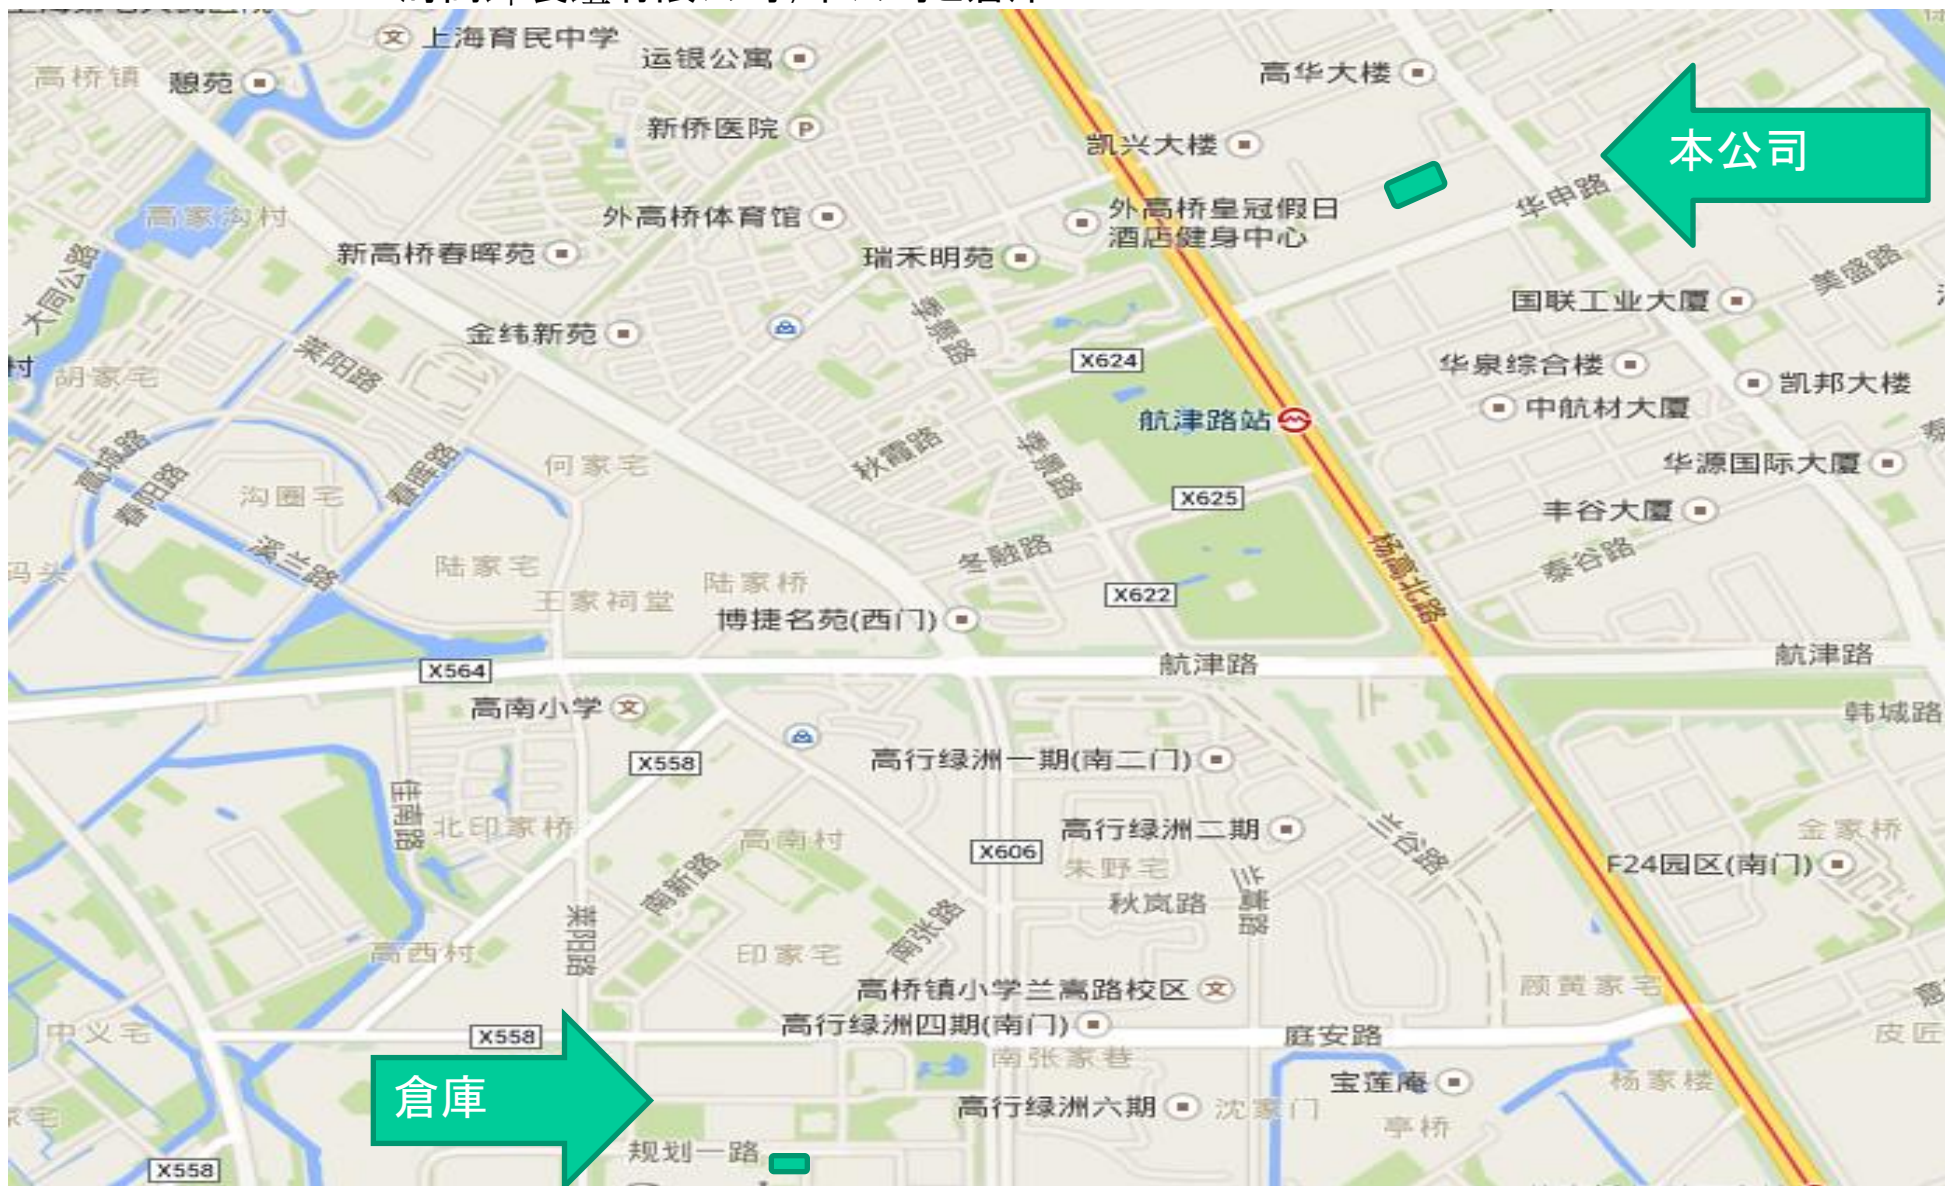 上海育民中学
运银公寓
高华大楼
高桥镇
憩苑
新侨医院
凯兴大楼
本公司
华申路
高家沟村
外高桥体育馆
外高桥皇冠假日
酒店健身中心
新高桥春晖苑
瑞禾明苑
大同公路
美盛路
国联工业大厦
金纬新苑
季景路
莱阳路
X624
村
胡家宅
华泉综合楼
凯邦大楼
中航材大厦
航津路站
高城路
春阳路
春晖路
何家宅
秋霞路
季景路
华源国际大厦
沟圈宅
X625
丰谷大厦
溪兰路
码头
陆家宅
冬融路
杨高北路
泰谷路
陆家桥
王家祠堂
X622
博捷名苑(西门)
X564
航津路
航津路
高南小学
韩城路
X558
高行绿洲一期(南二门)
佳南路
北印家桥
高南村
高行绿洲二期
兰谷路
金家桥
X606
朱野宅
F24园区(南门)
南新路
秋岚路
兰嵩路
莱阳路
南张路
高西村
印家宅
高桥镇小学兰嵩路校区
顾黄家宅
中义宅
X558
高行绿洲四期(南门)
庭安路
皮匠
南张家巷
倉庫
宝莲庵
杨家楼
高行绿洲六期
沈家门
亭桥
家宅
规划一路
X558